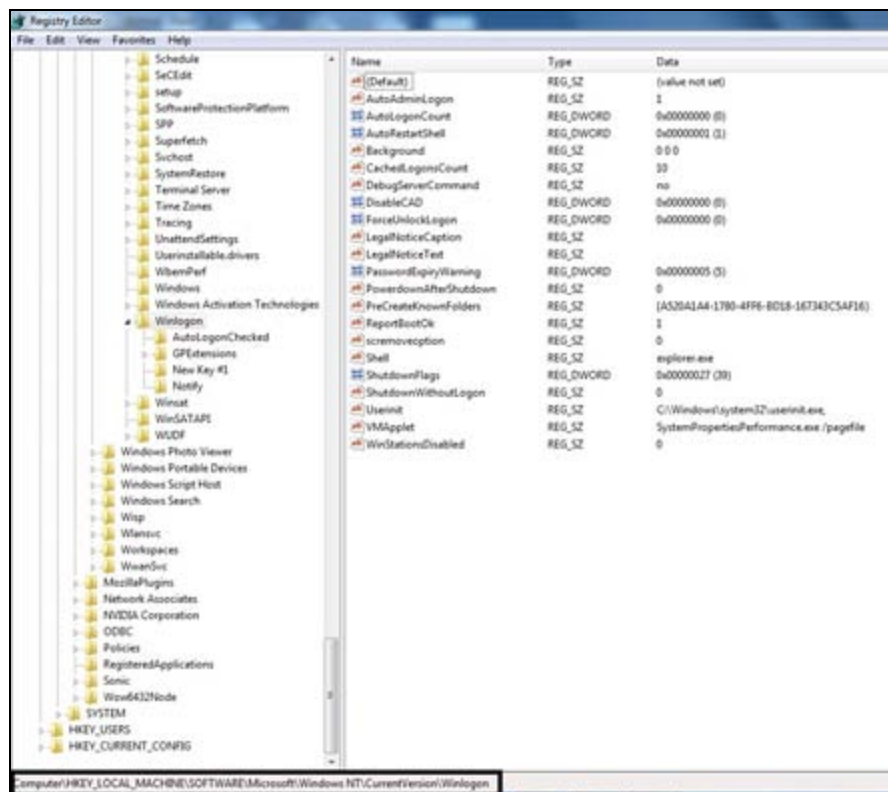 Registry Editor
File Edit View Favorites Help
Schedule
SeCEdit
setup
SoftwareProtectionPlatform
SPP
Superfetch
Svchost
SystemRestore
Terminal Server
Time Zones
Tracing
UnattendSettings
Userinstallable.drivers
WbemPerf
Windows
Windows Activation Technologies
Winlogon
AutoLogonChecked
GPExtensions
New Key #1
Notify
Winsat
WinSATAPI
WUDF
Windows Photo Viewer
Windows Portable Devices
Windows Script Host
Windows Search
Wisp
Wlansvc
Workspaces
WwanSvc
MozillaPlugins
Network Associates
NVIDIA Corporation
ODBC
Policies
RegisteredApplications
Sonic
Wow6432Node
SYSTEM
HKEY_USERS
HKEY_CURRENT_CONFIG
Name Type Data
(Default) REG_SZ (value not set)
AutoAdminLogon REG_SZ 1
AutoLogonCount REG_DWORD 0x00000000 (0)
AutoRestartShell REG_DWORD 0x00000001 (1)
Background REG_SZ 0 0 0
CachedLogonsCount REG_SZ 10
DebugServerCommand REG_SZ no
DisableCAD REG_DWORD 0x00000000 (0)
ForceUnlockLogon REG_DWORD 0x00000000 (0)
LegalNoticeCaption REG_SZ
LegalNoticeText REG_SZ
PasswordExpiryWarning REG_DWORD 0x00000005 (5)
PowerdownAfterShutdown REG_SZ 0
PreCreateKnownFolders REG_SZ {A520A1A4-1780-4FF6-BD18-167343C5AF16}
ReportBootOk REG_SZ 1
scremoveoption REG_SZ 0
Shell REG_SZ explorer.exe
ShutdownFlags REG_DWORD 0x00000027 (39)
ShutdownWithoutLogon REG_SZ 0
Userinit REG_SZ C:\Windows\system32\userinit.exe,
VMApplet REG_SZ SystemPropertiesPerformance.exe /pagefile
WinStationsDisabled REG_SZ 0
Computer\HKEY_LOCAL_MACHINE\SOFTWARE\Microsoft\Windows NT\CurrentVersion\Winlogon